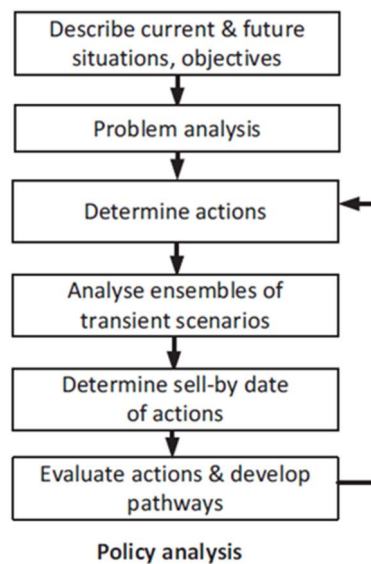 Describe current & future
situations, objectives
Problem analysis
Determine actions
Analyse ensembles of
transient scenarios
Determine sell-by date
of actions
Evaluate actions & develop
pathways
Policy analysis